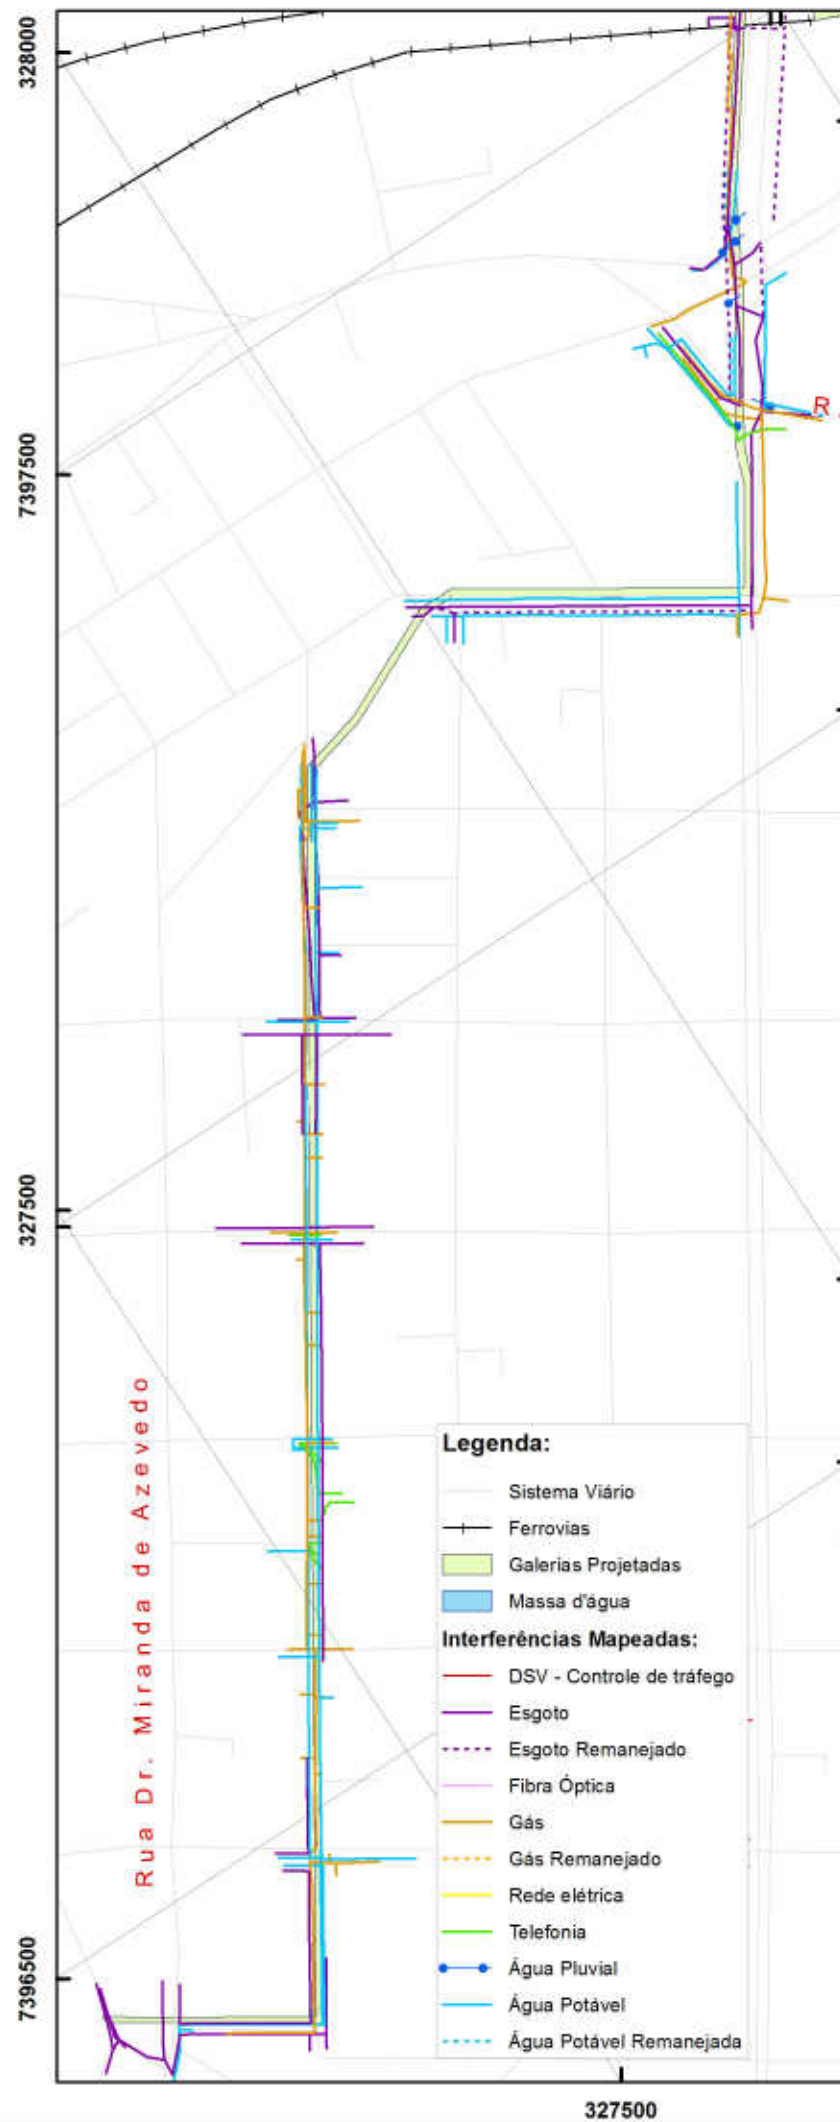 328000
7397500
R
327500
Rua Dr. Miranda de Azevedo
7396500
Legenda:
Sistema Viário
Ferrovias
Galerias Projetadas
Massa d'água
Interferências Mapeadas:
DSV - Controle de tráfego
Esgoto
Esgoto Remanejado
Fibra Óptica
Gás
Gás Remanejado
Rede elétrica
Telefonia
Água Pluvial
Água Potável
Água Potável Remanejada
327500